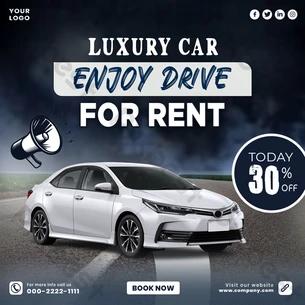 YOUR
LOGO
LUXURY CAR
ENJOY DRIVE
FOR RENT
TODAY
30% OFF
For more info call us
000-2222-1111
BOOK NOW
Visit our website
www.company.com